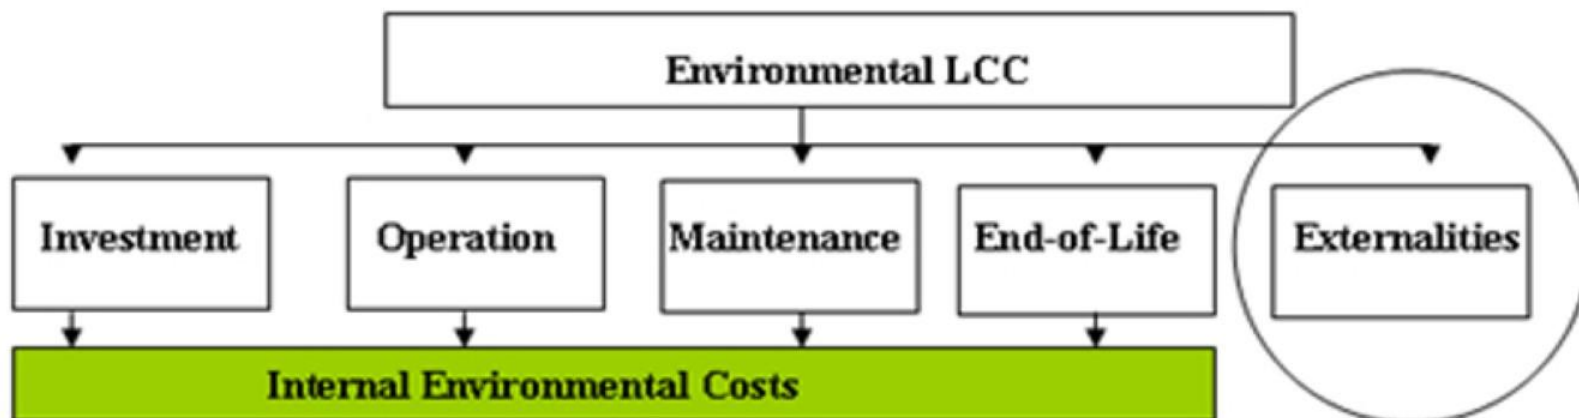 Environmental LCC
Investment
Operation
Maintenance
End-of-Life
Externalities
Internal Environmental Costs